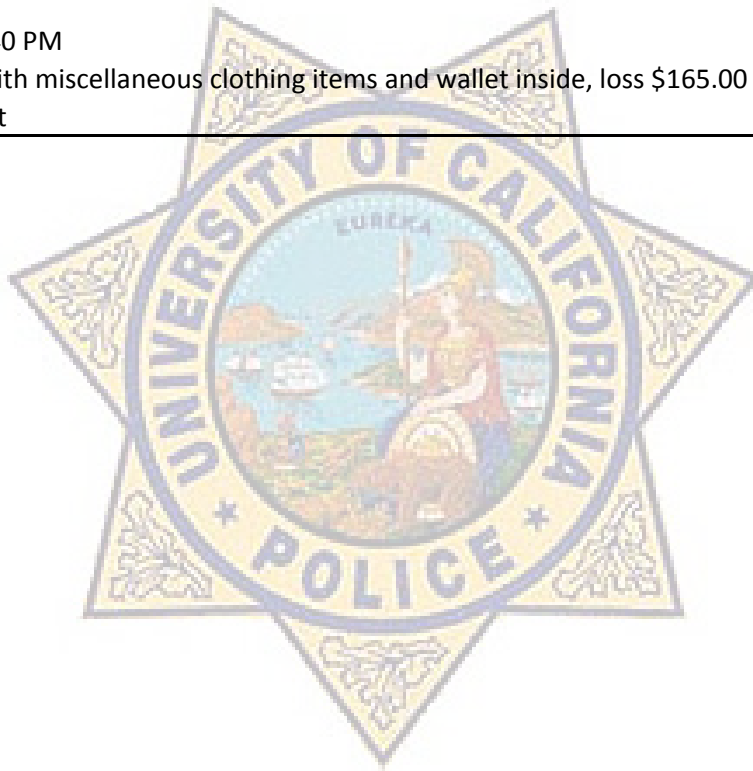 0 PM
ith miscellaneous clothing items and wallet inside, loss $165.00
t
UNIVERSITY OF CALIFORNIA
EUREKA
POLICE